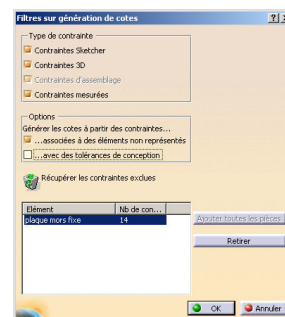 Filtres sur génération de cotes
Type de contrainte
Contraintes Sketcher
Contraintes 3D
Contraintes d'assemblage
Contraintes mesurées
Options
Générer les cotes à partir des contraintes...
...associées à des éléments non représentés
...avec des tolérances de conception
Récupérer les contraintes exclues
Elément Nb de con...
plaque mors fixe 14
Ajouter toutes les pièces
Retirer
OK Annuler